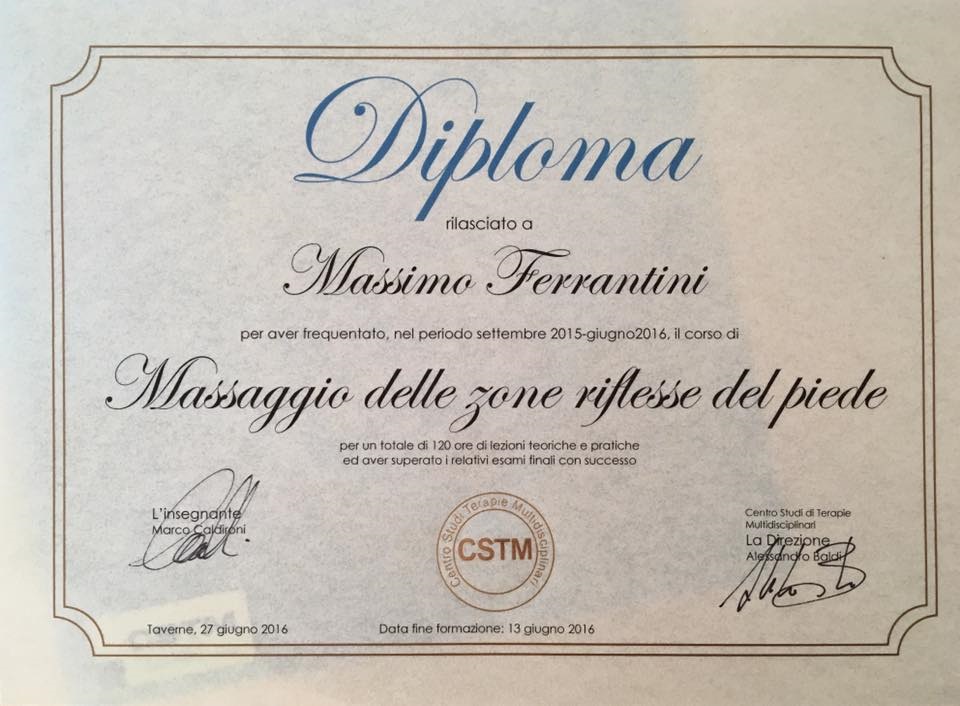 Diploma
rilasciato a
Massimo Ferrantini
per aver frequentato, nel periodo settembre 2015-giugno2016, il corso di
Massaggio delle zone riflesse del piede
per un totale di 120 ore di lezioni teoriche e pratiche
ed aver superato i relativi esami finali con successo
L'insegnante
Marco Caldironi
Centro Studi Terapie Multidisciplinari
CSTM
Centro Studi di Terapie
Multidisciplinari
La Direzione
Alessandro Baldi
Taverne, 27 giugno 2016
Data fine formazione: 13 giugno 2016